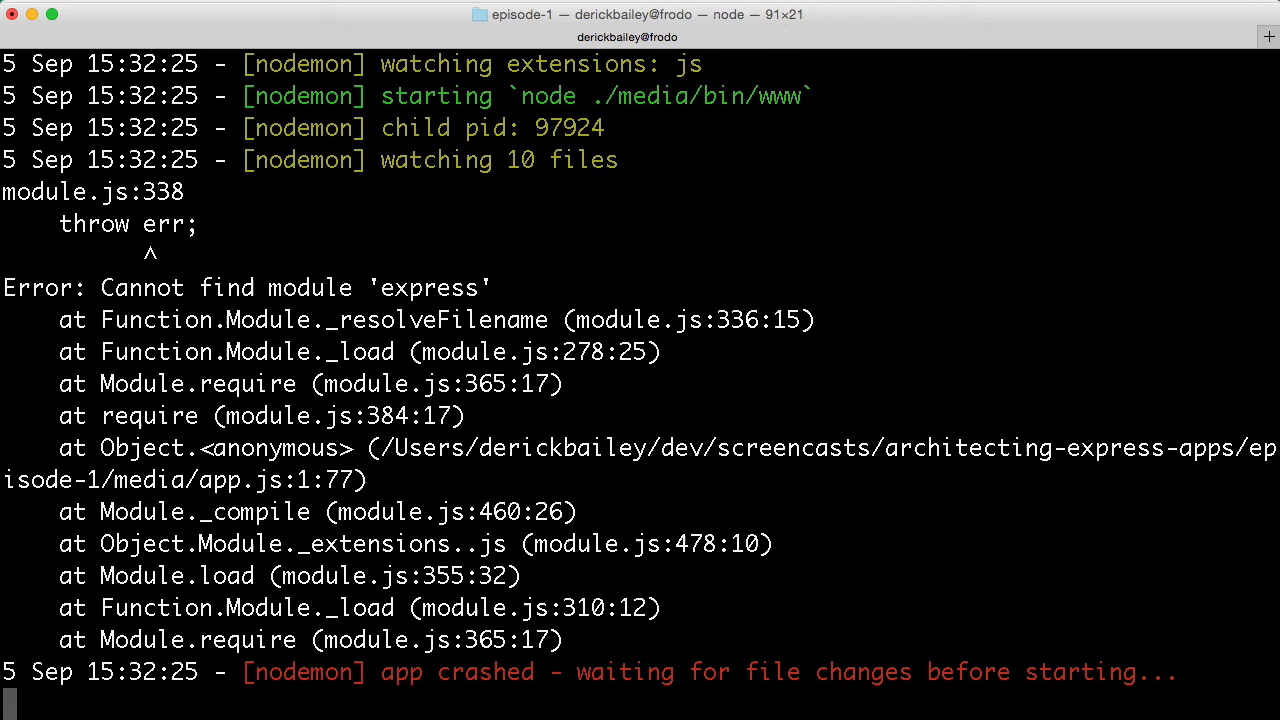 episode-1 — derickbailey@frodo — node — 91×21
derickbailey@frodo
+
5 Sep 15:32:25 - [nodemon] watching extensions: js
5 Sep 15:32:25 - [nodemon] starting `node ./media/bin/www`
5 Sep 15:32:25 - [nodemon] child pid: 97924
5 Sep 15:32:25 - [nodemon] watching 10 files
module.js:338
    throw err;
          ^
Error: Cannot find module 'express'
    at Function.Module._resolveFilename (module.js:336:15)
    at Function.Module._load (module.js:278:25)
    at Module.require (module.js:365:17)
    at require (module.js:384:17)
    at Object.<anonymous> (/Users/derickbailey/dev/screencasts/architecting-express-apps/ep
isode-1/media/app.js:1:77)
    at Module._compile (module.js:460:26)
    at Object.Module._extensions..js (module.js:478:10)
    at Module.load (module.js:355:32)
    at Function.Module._load (module.js:310:12)
    at Module.require (module.js:365:17)
5 Sep 15:32:25 - [nodemon] app crashed - waiting for file changes before starting...